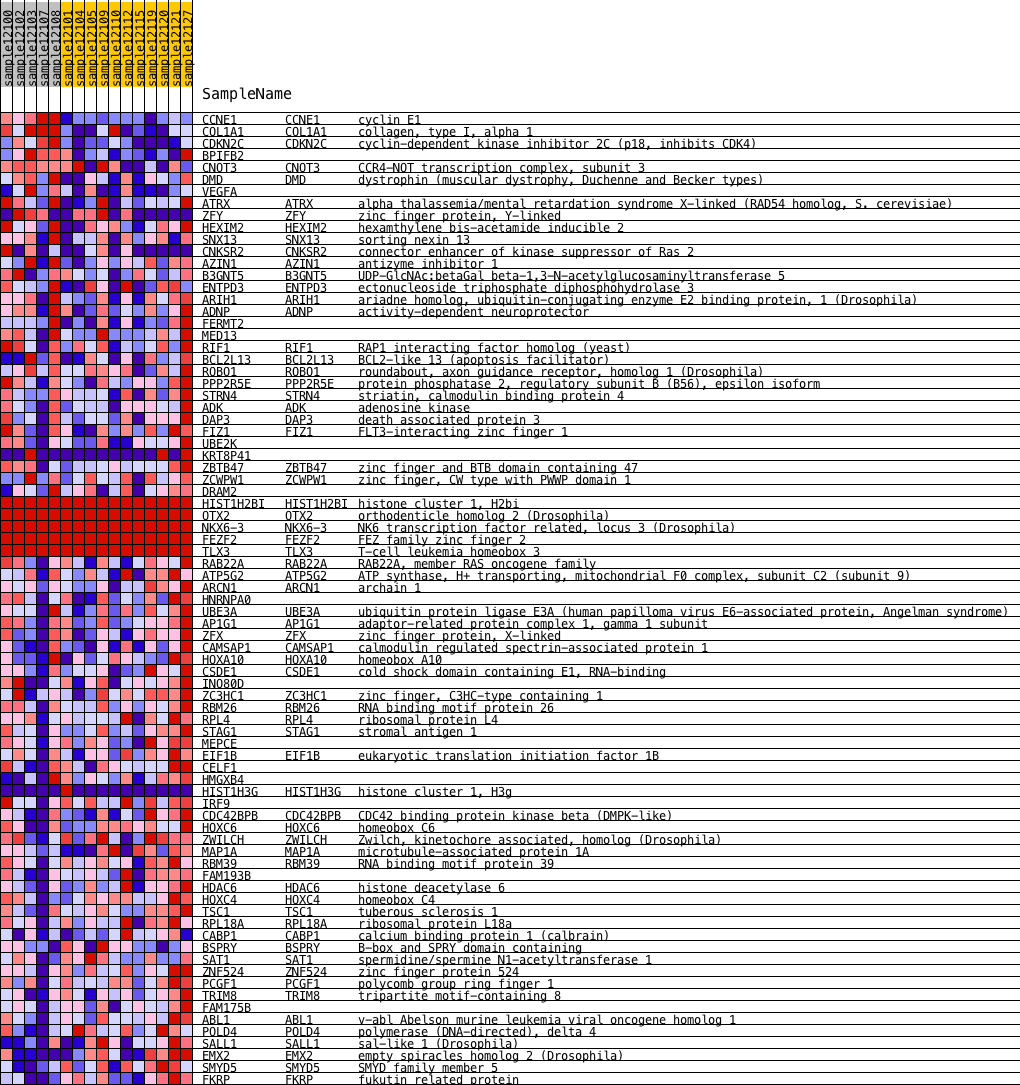 sample12100
sample12102
sample12103
sample12107
sample12108
sample12101
sample12104
sample12105
sample12109
sample12110
sample12112
sample12115
sample12119
sample12120
sample12121
sample12127
SampleName
CCNE1 CCNE1 cyclin E1
COL1A1 COL1A1 collagen, type I, alpha 1
CDKN2C CDKN2C cyclin-dependent kinase inhibitor 2C (p18, inhibits CDK4)
BPIFB2
CNOT3 CNOT3 CCR4-NOT transcription complex, subunit 3
DMD DMD dystrophin (muscular dystrophy, Duchenne and Becker types)
VEGFA
ATRX ATRX alpha thalassemia/mental retardation syndrome X-linked (RAD54 homolog, S. cerevisiae)
ZFY ZFY zinc finger protein, Y-linked
HEXIM2 HEXIM2 hexamthylene bis-acetamide inducible 2
SNX13 SNX13 sorting nexin 13
CNKSR2 CNKSR2 connector enhancer of kinase suppressor of Ras 2
AZIN1 AZIN1 antizyme inhibitor 1
B3GNT5 B3GNT5 UDP-GlcNAc:betaGal beta-1,3-N-acetylglucosaminyltransferase 5
ENTPD3 ENTPD3 ectonucleoside triphosphate diphosphohydrolase 3
ARIH1 ARIH1 ariadne homolog, ubiquitin-conjugating enzyme E2 binding protein, 1 (Drosophila)
ADNP ADNP activity-dependent neuroprotector
FERMT2
MED13
RIF1 RIF1 RAP1 interacting factor homolog (yeast)
BCL2L13 BCL2L13 BCL2-like 13 (apoptosis facilitator)
ROBO1 ROBO1 roundabout, axon guidance receptor, homolog 1 (Drosophila)
PPP2R5E PPP2R5E protein phosphatase 2, regulatory subunit B (B56), epsilon isoform
STRN4 STRN4 striatin, calmodulin binding protein 4
ADK ADK adenosine kinase
DAP3 DAP3 death associated protein 3
FIZ1 FIZ1 FLT3-interacting zinc finger 1
UBE2K
KRT8P41
ZBTB47 ZBTB47 zinc finger and BTB domain containing 47
ZCWPW1 ZCWPW1 zinc finger, CW type with PWWP domain 1
DRAM2
HIST1H2BI HIST1H2BI histone cluster 1, H2bi
OTX2 OTX2 orthodenticle homolog 2 (Drosophila)
NKX6-3 NKX6-3 NK6 transcription factor related, locus 3 (Drosophila)
FEZF2 FEZF2 FEZ family zinc finger 2
TLX3 TLX3 T-cell leukemia homeobox 3
RAB22A RAB22A RAB22A, member RAS oncogene family
ATP5G2 ATP5G2 ATP synthase, H+ transporting, mitochondrial F0 complex, subunit C2 (subunit 9)
ARCN1 ARCN1 archain 1
HNRNPA0
UBE3A UBE3A ubiquitin protein ligase E3A (human papilloma virus E6-associated protein, Angelman syndrome)
AP1G1 AP1G1 adaptor-related protein complex 1, gamma 1 subunit
ZFX ZFX zinc finger protein, X-linked
CAMSAP1 CAMSAP1 calmodulin regulated spectrin-associated protein 1
HOXA10 HOXA10 homeobox A10
CSDE1 CSDE1 cold shock domain containing E1, RNA-binding
INO80D
ZC3HC1 ZC3HC1 zinc finger, C3HC-type containing 1
RBM26 RBM26 RNA binding motif protein 26
RPL4 RPL4 ribosomal protein L4
STAG1 STAG1 stromal antigen 1
MEPCE
EIF1B EIF1B eukaryotic translation initiation factor 1B
CELF1
HMGXB4
HIST1H3G HIST1H3G histone cluster 1, H3g
IRF9
CDC42BPB CDC42BPB CDC42 binding protein kinase beta (DMPK-like)
HOXC6 HOXC6 homeobox C6
ZWILCH ZWILCH Zwilch, kinetochore associated, homolog (Drosophila)
MAP1A MAP1A microtubule-associated protein 1A
RBM39 RBM39 RNA binding motif protein 39
FAM193B
HDAC6 HDAC6 histone deacetylase 6
HOXC4 HOXC4 homeobox C4
TSC1 TSC1 tuberous sclerosis 1
RPL18A RPL18A ribosomal protein L18a
CABP1 CABP1 calcium binding protein 1 (calbrain)
BSPRY BSPRY B-box and SPRY domain containing
SAT1 SAT1 spermidine/spermine N1-acetyltransferase 1
ZNF524 ZNF524 zinc finger protein 524
PCGF1 PCGF1 polycomb group ring finger 1
TRIM8 TRIM8 tripartite motif-containing 8
FAM175B
ABL1 ABL1 v-abl Abelson murine leukemia viral oncogene homolog 1
POLD4 POLD4 polymerase (DNA-directed), delta 4
SALL1 SALL1 sal-like 1 (Drosophila)
EMX2 EMX2 empty spiracles homolog 2 (Drosophila)
SMYD5 SMYD5 SMYD family member 5
FKRP FKRP fukutin related protein